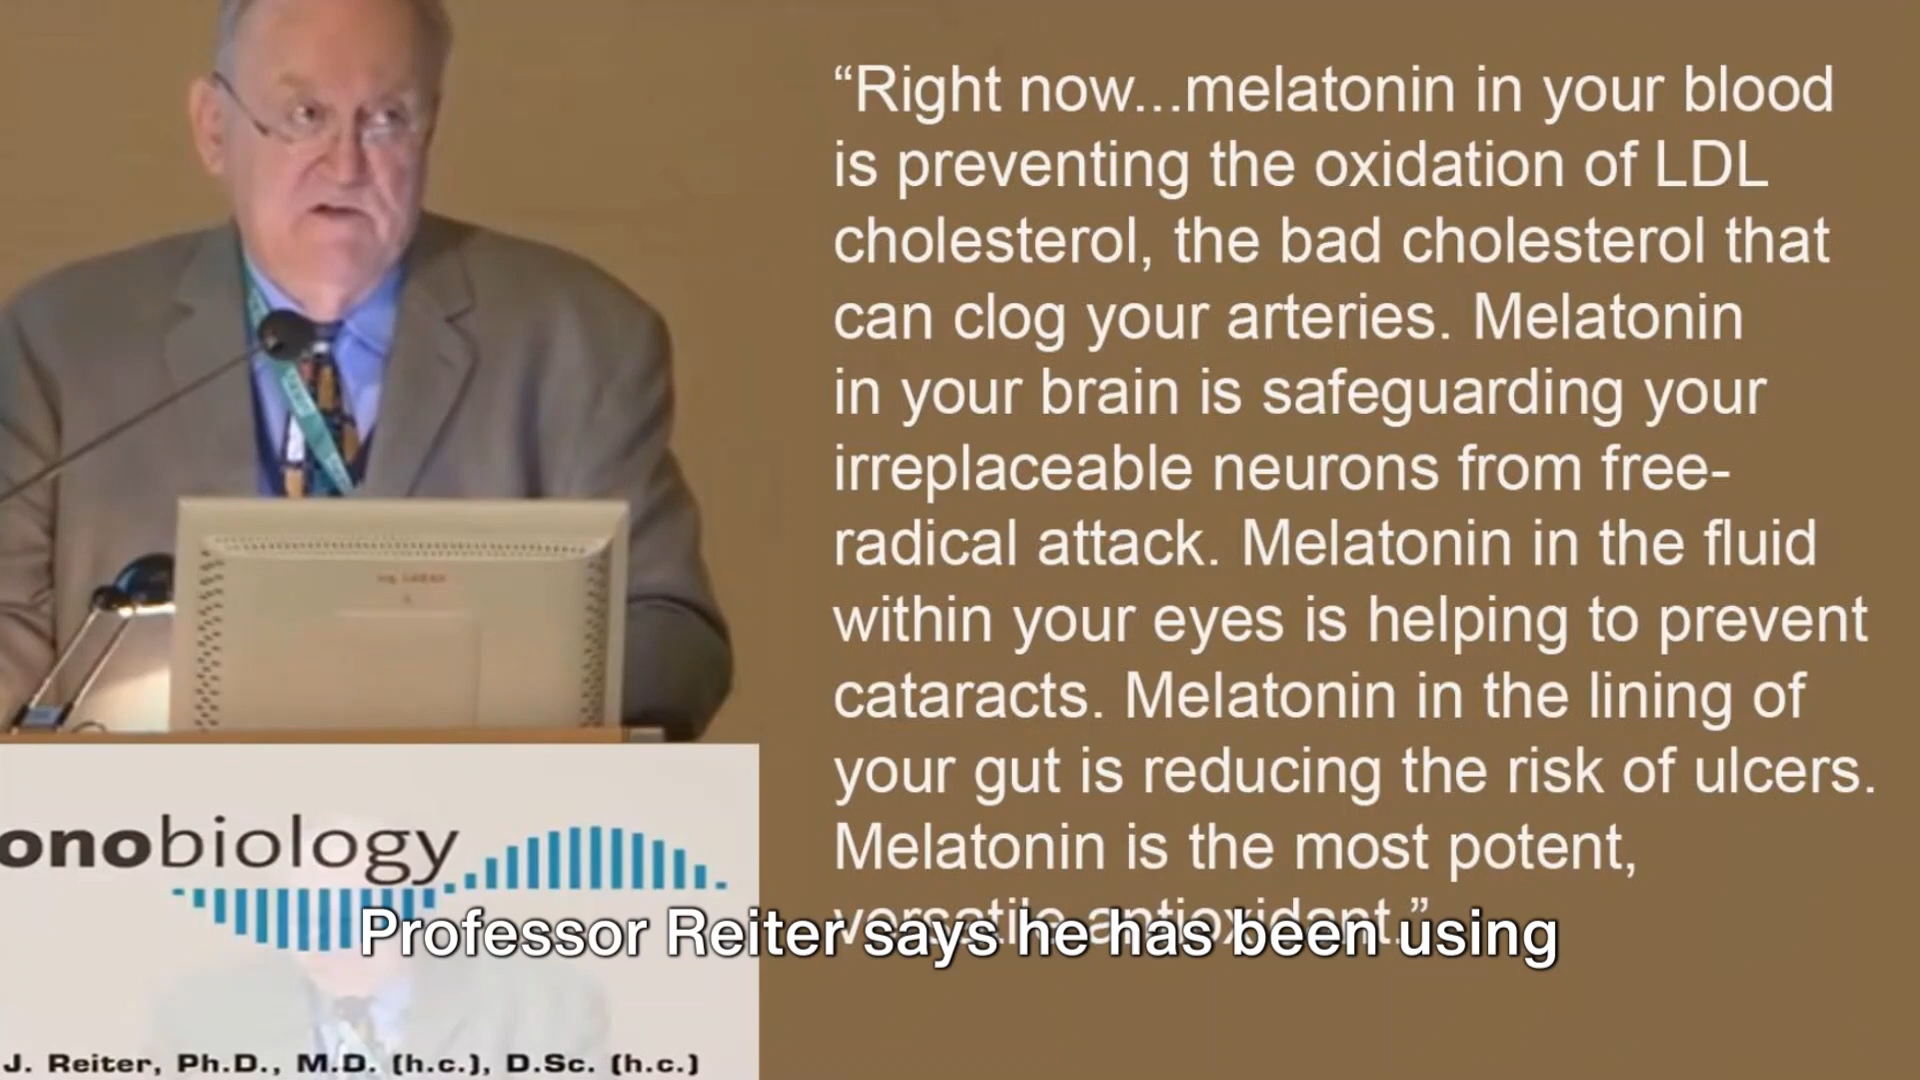 “Right now...melatonin in your blood
is preventing the oxidation of LDL
cholesterol, the bad cholesterol that
can clog your arteries. Melatonin
in your brain is safeguarding your
irreplaceable neurons from free-
radical attack. Melatonin in the fluid
within your eyes is helping to prevent
cataracts. Melatonin in the lining of
your gut is reducing the risk of ulcers.
Melatonin is the most potent,
versatile antioxidant.”
onobiology
Professor Reiter says he has been using
J. Reiter, Ph.D., M.D. (h.c.), D.Sc. (h.c.)